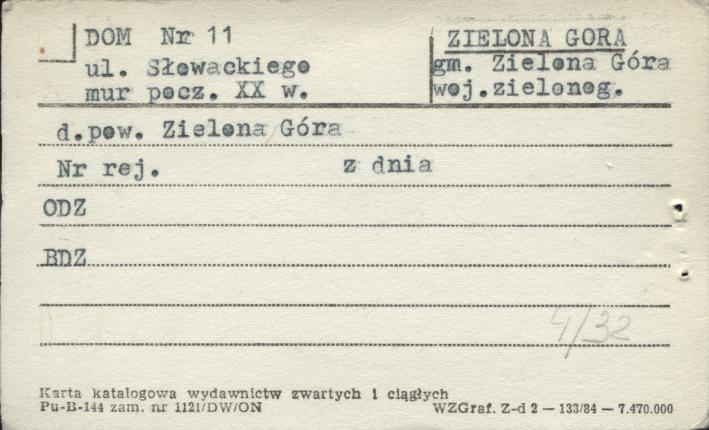 DOM Nr 11
ul. Słowackiego
mur pocz. XX w.
ZIELONA GORA
gm. Zielona Góra
woj.zielonog.
d.pow. Zielona Góra
Nr rej. z dnia
ODZ
BDZ
4/32
Karta katalogowa wydawnictw zwartych i ciągłych
Pu-B-144 zam. nr 1121/DW/ON
WZGraf. Z-d 2 — 133/84 — 7.470.000